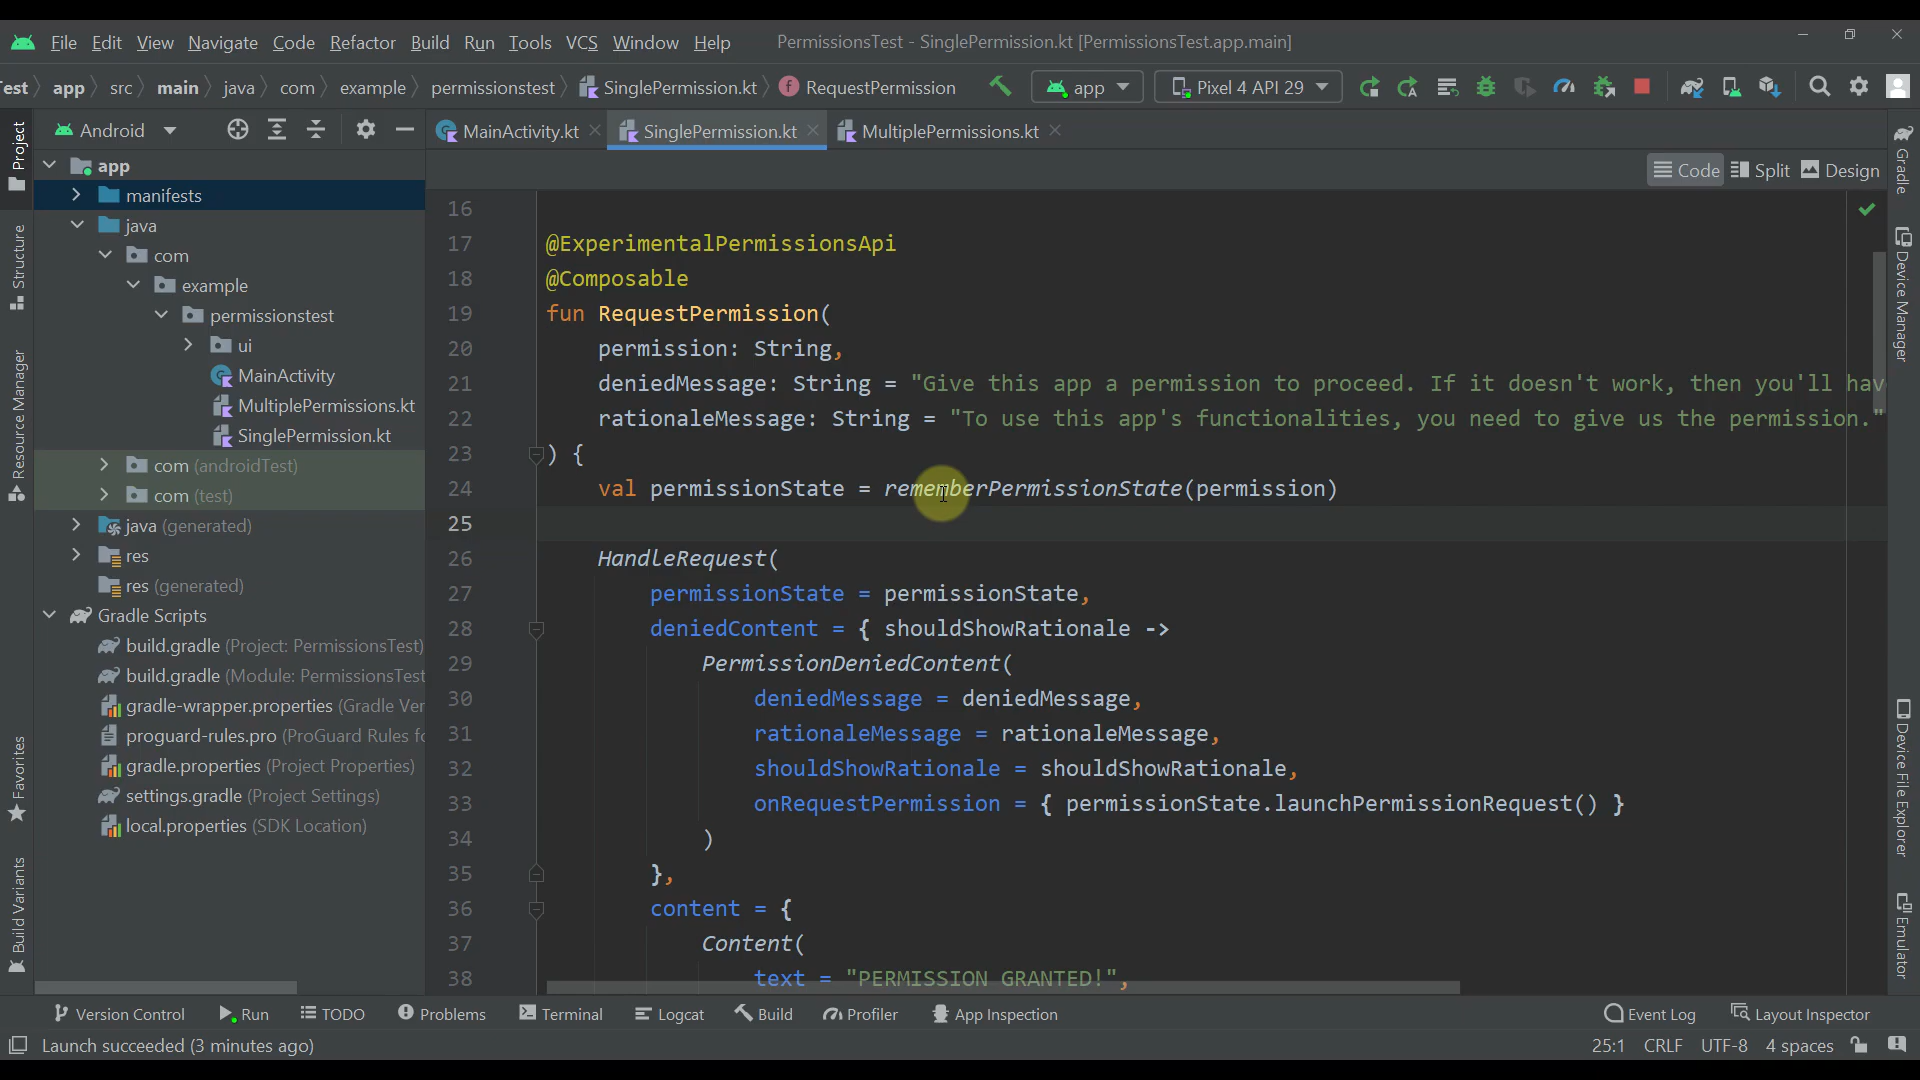 File Edit View Navigate Code Refactor Build Run Tools VCS Window Help PermissionsTest - SinglePermission.kt [PermissionsTest.app.main]
Test app src main java com example permissionstest SinglePermission.kt RequestPermission app Pixel 4 API 29
Android MainActivity.kt SinglePermission.kt MultiplePermissions.kt
Code Split Design
Project
Structure
Resource Manager
Favorites
Build Variants
app
manifests
java
com
example
permissionstest
ui
MainActivity
MultiplePermissions.kt
SinglePermission.kt
com (androidTest)
com (test)
java (generated)
res
res (generated)
Gradle Scripts
build.gradle (Project: PermissionsTest)
build.gradle (Module: PermissionsTest
gradle-wrapper.properties (Gradle Ver
proguard-rules.pro (ProGuard Rules fo
gradle.properties (Project Properties)
settings.gradle (Project Settings)
local.properties (SDK Location)
16
17 @ExperimentalPermissionsApi
18 @Composable
19 fun RequestPermission(
20 permission: String,
21 deniedMessage: String = "Give this app a permission to proceed. If it doesn't work, then you'll hav
22 rationaleMessage: String = "To use this app's functionalities, you need to give us the permission."
23 ) {
24 val permissionState = rememberPermissionState(permission)
25
26 HandleRequest(
27 permissionState = permissionState,
28 deniedContent = { shouldShowRationale ->
29 PermissionDeniedContent(
30 deniedMessage = deniedMessage,
31 rationaleMessage = rationaleMessage,
32 shouldShowRationale = shouldShowRationale,
33 onRequestPermission = { permissionState.launchPermissionRequest() }
34 )
35 },
36 content = {
37 Content(
38 text = "PERMISSION GRANTED!",
Gradle
Device Manager
Device File Explorer
Emulator
Version Control Run TODO Problems Terminal Logcat Build Profiler App Inspection Event Log Layout Inspector
Launch succeeded (3 minutes ago) 25:1 CRLF UTF-8 4 spaces